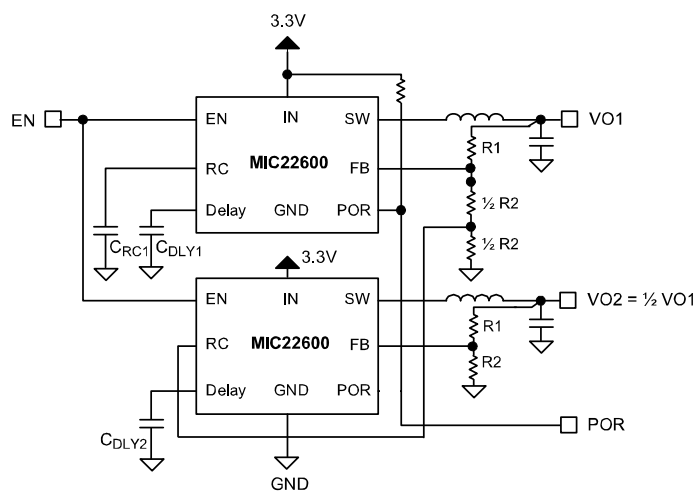 3.3V
EN
EN
IN
SW
VO1
R1
RC
MIC22600
FB
Delay
GND
POR
½ R2
½ R2
CRC1
CDLY1
3.3V
EN
IN
SW
VO2 = ½ VO1
R1
RC
MIC22600
FB
R2
Delay
GND
POR
CDLY2
POR
GND